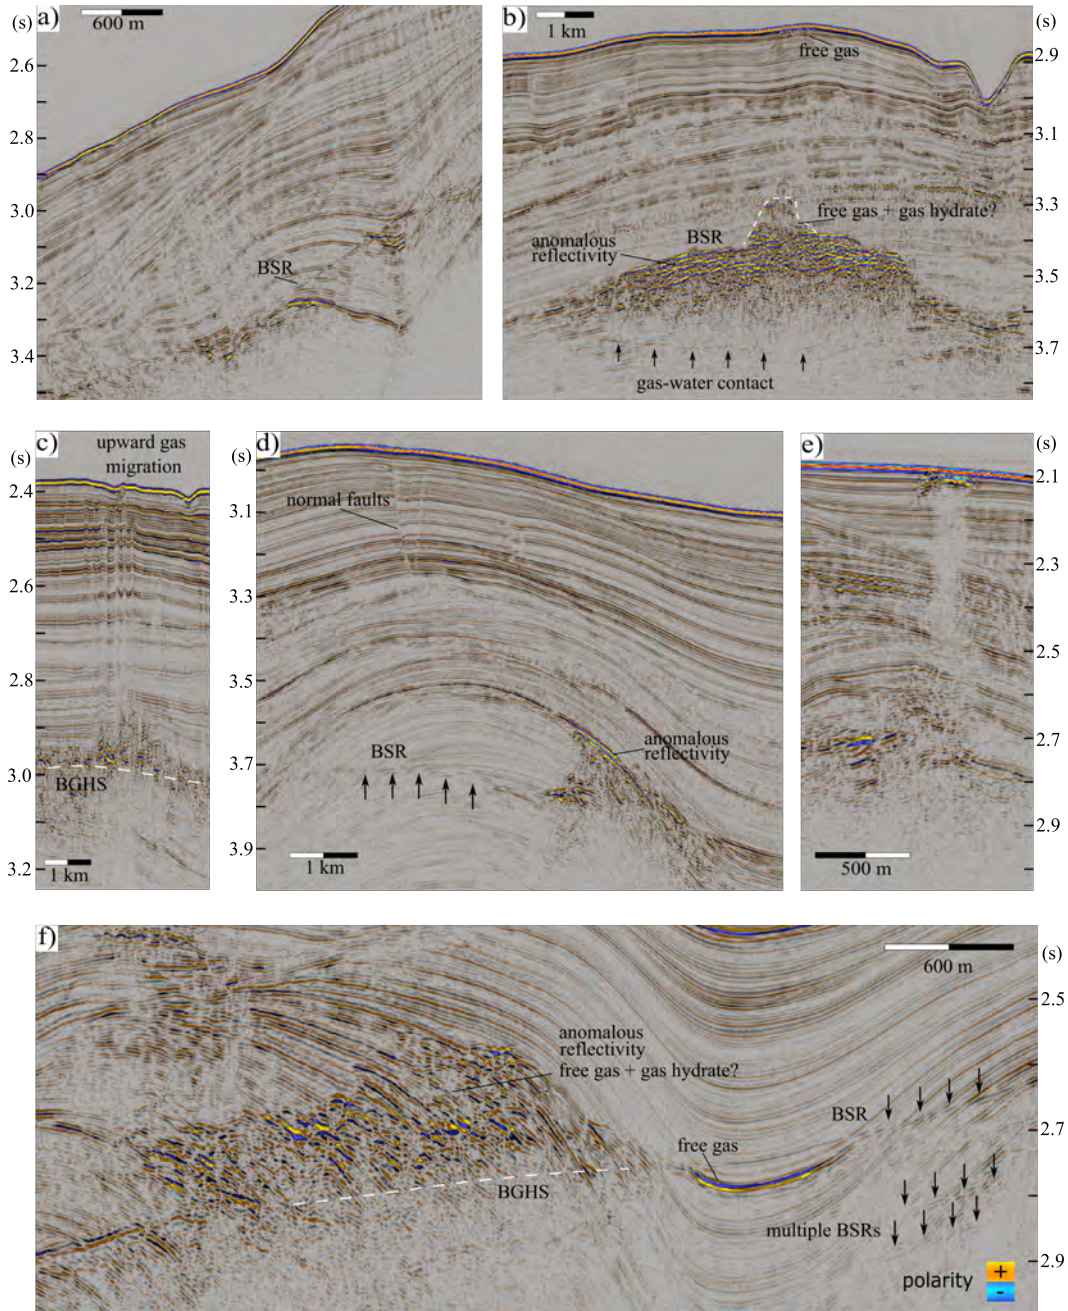 (s)
a)
600 m
2.6
2.8
3.0
3.2
3.4
BSR
b)
1 km
(s)
free gas
2.9
3.1
3.3
3.5
3.7
free gas + gas hydrate?
BSR
anomalous
reflectivity
gas-water contact
c)
(s)
upward gas
migration
2.4
2.6
2.8
3.0
3.2
BGHS
1 km
d)
(s)
normal faults
3.1
3.3
3.5
3.7
3.9
BSR
anomalous
reflectivity
1 km
e)
(s)
2.1
2.3
2.5
2.7
2.9
500 m
f)
600 m
(s)
2.5
2.7
2.9
anomalous
reflectivity
free gas + gas hydrate?
BSR
free gas
BGHS
multiple BSRs
polarity
+
-